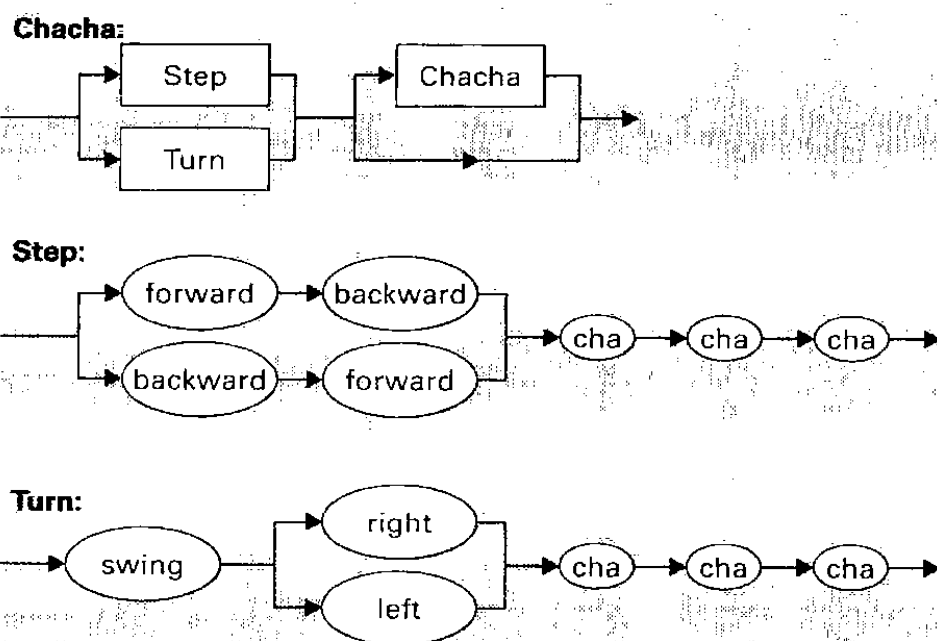 Chacha:
Step
Chacha
Turn
Step:
forward
backward
backward
forward
cha
cha
cha
Turn:
swing
right
left
cha
cha
cha